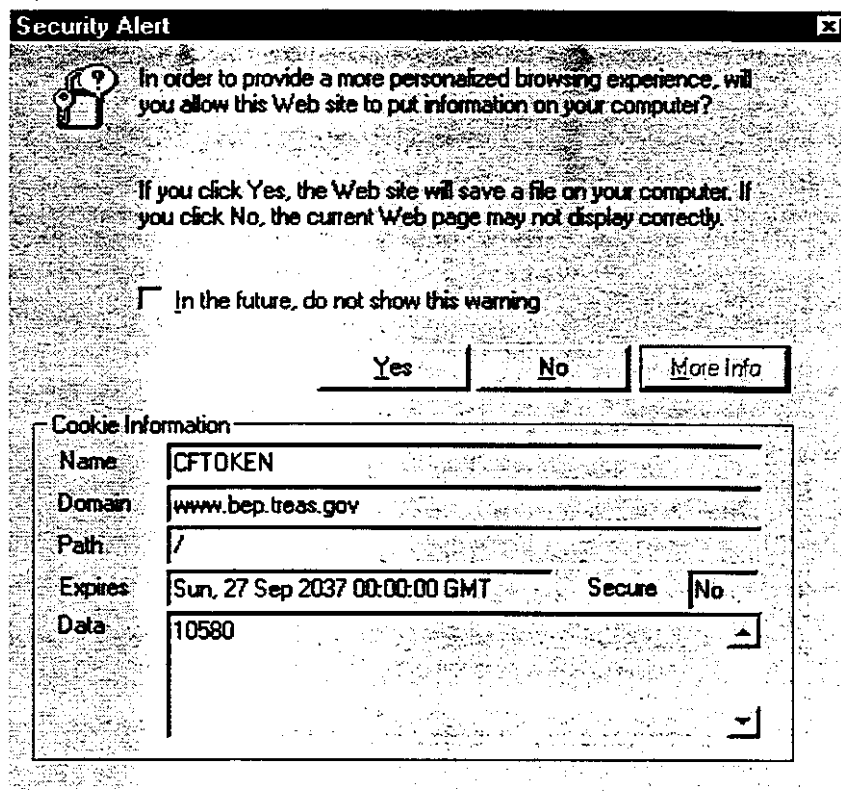 Security Alert
In order to provide a more personalized browsing experience, will
you allow this Web site to put information on your computer?
If you click Yes, the Web site will save a file on your computer. If
you click No, the current Web page may not display correctly.
In the future, do not show this warning
Yes No More Info
Cookie Information
Name CFTOKEN
Domain www.bep.treas.gov
Path /
Expires Sun, 27 Sep 2037 00:00:00 GMT Secure No
Data 10580